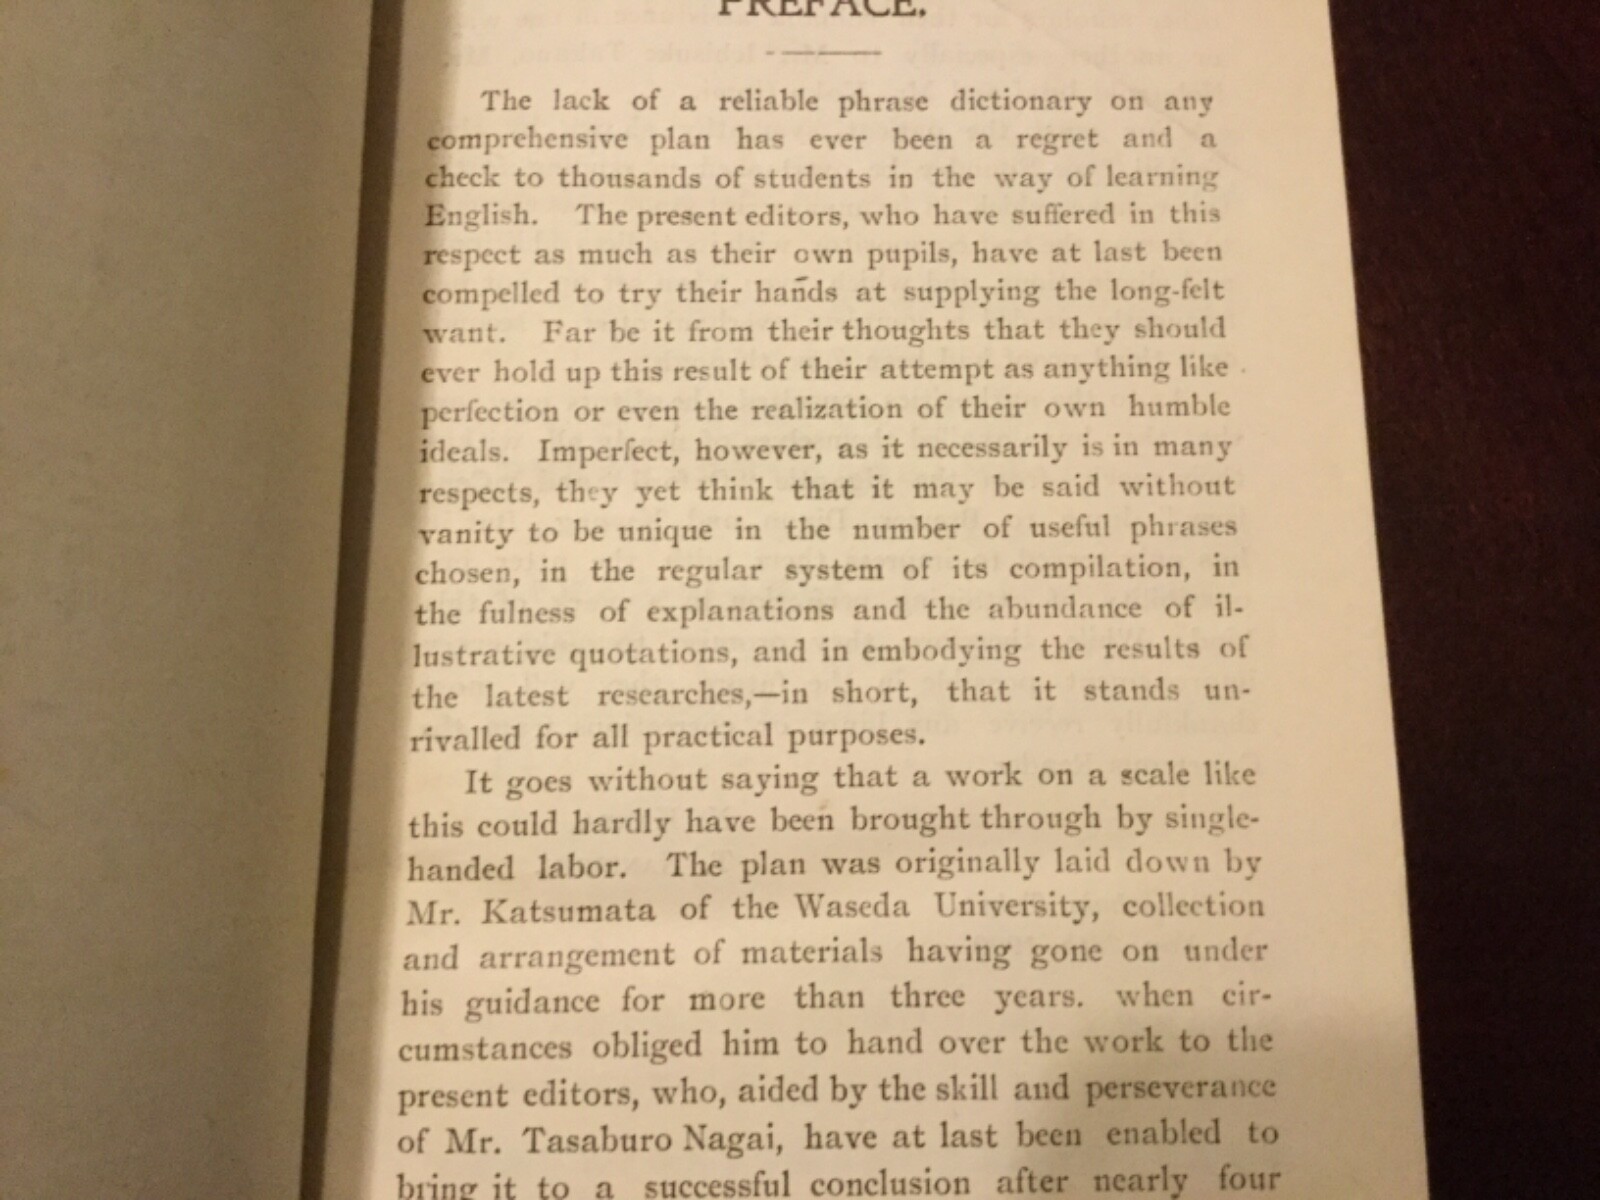 PREFACE.
The lack of a reliable phrase dictionary on any
comprehensive plan has ever been a regret and a
check to thousands of students in the way of learning
English. The present editors, who have suffered in this
respect as much as their own pupils, have at last been
compelled to try their hands at supplying the long-felt
want. Far be it from their thoughts that they should
ever hold up this result of their attempt as anything like
perfection or even the realization of their own humble
ideals. Imperfect, however, as it necessarily is in many
respects, they yet think that it may be said without
vanity to be unique in the number of useful phrases
chosen, in the regular system of its compilation, in
the fulness of explanations and the abundance of il-
lustrative quotations, and in embodying the results of
the latest researches,—in short, that it stands un-
rivalled for all practical purposes.
It goes without saying that a work on a scale like
this could hardly have been brought through by single-
handed labor. The plan was originally laid down by
Mr. Katsumata of the Waseda University, collection
and arrangement of materials having gone on under
his guidance for more than three years. when cir-
cumstances obliged him to hand over the work to the
present editors, who, aided by the skill and perseverance
of Mr. Tasaburo Nagai, have at last been enabled to
bring it to a successful conclusion after nearly four